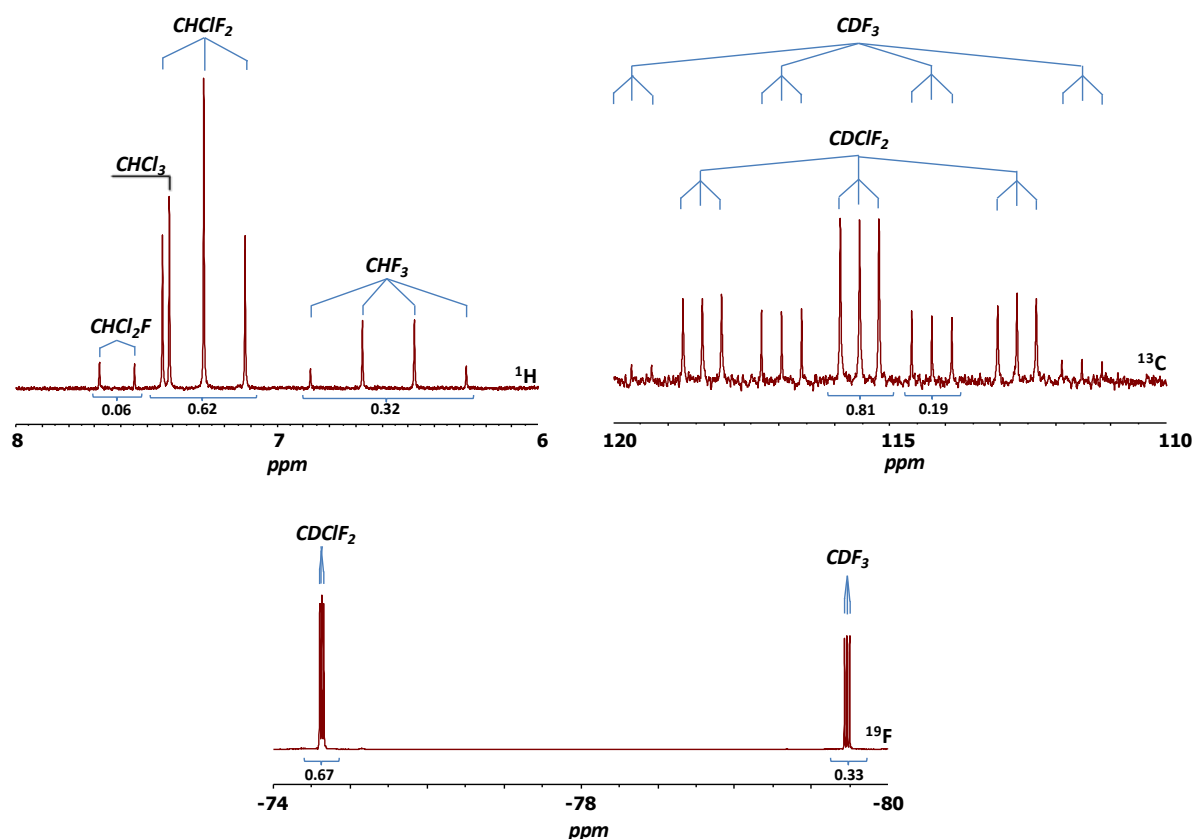 CHClF2
CHCl3
CHF3
CHCl2F
1H
0.06
0.62
0.32
8
7
6
ppm
CDF3
CDClF2
13C
0.81
0.19
120
115
110
ppm
CDClF2
CDF3
19F
0.67
0.33
-74
-78
-80
ppm